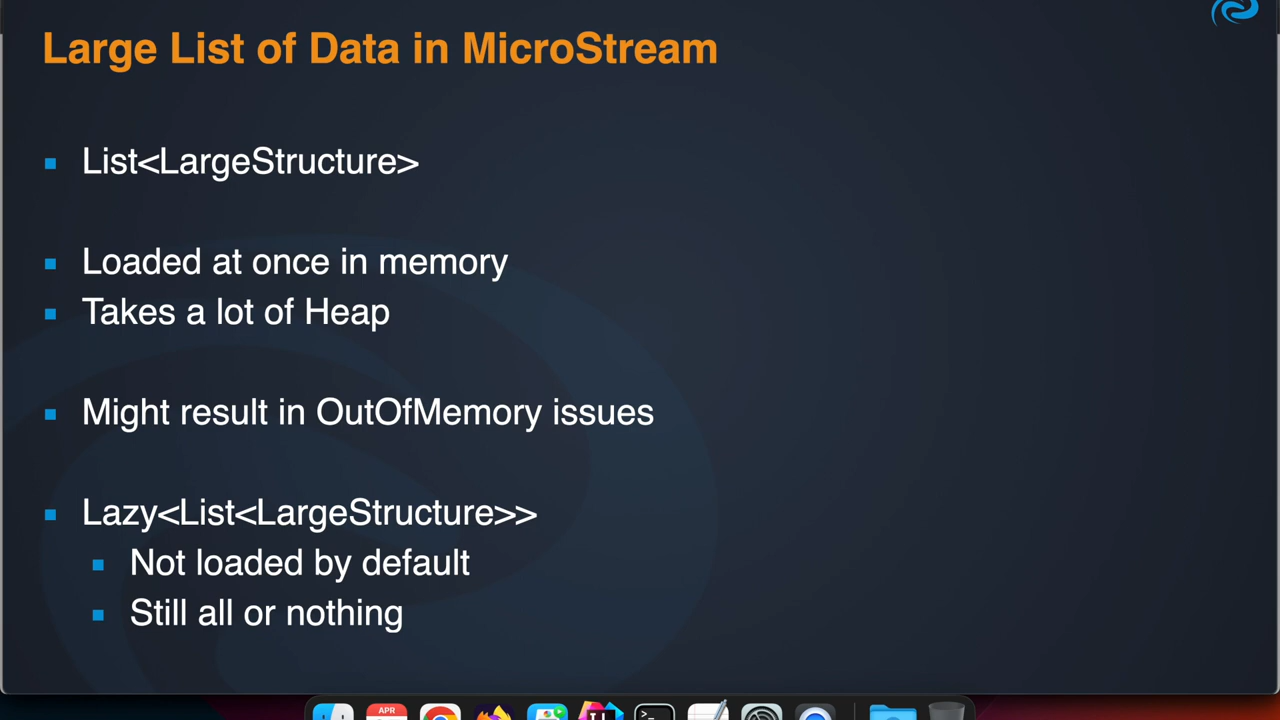 Large List of Data in MicroStream
List<LargeStructure>
Loaded at once in memory
Takes a lot of Heap
Might result in OutOfMemory issues
Lazy<List<LargeStructure>>
Not loaded by default
Still all or nothing
APR